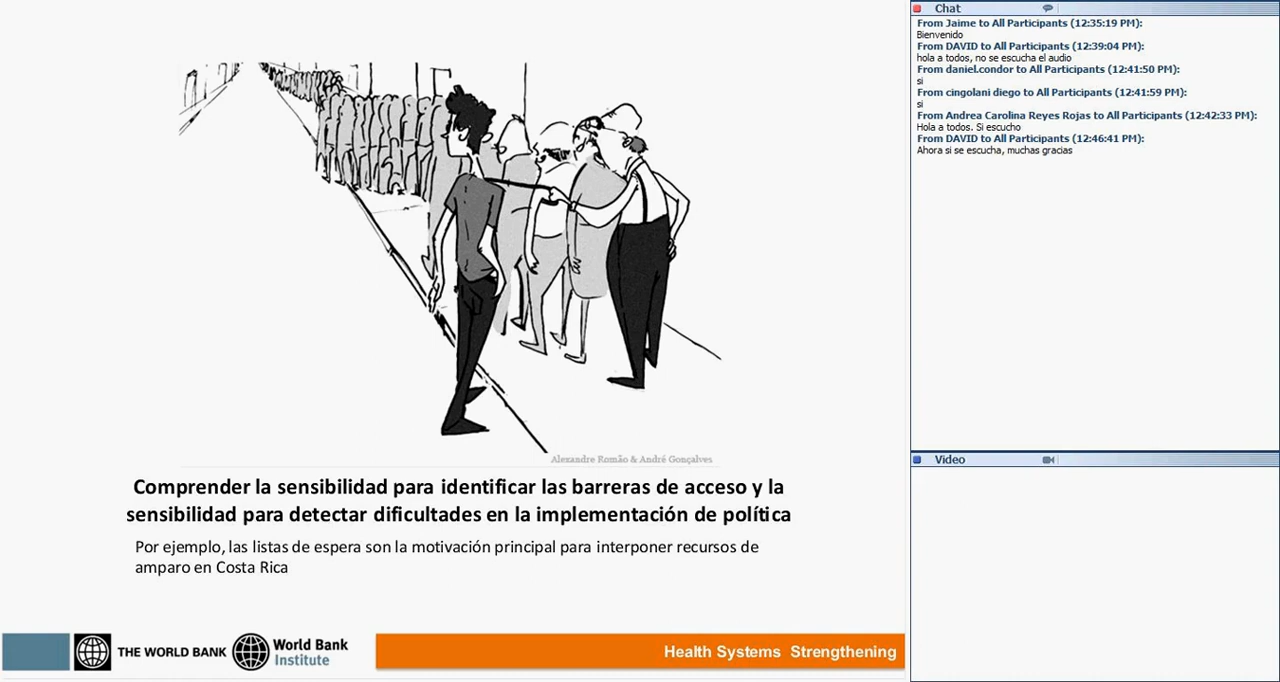 Alexandre Romão & André Gonçalves
Comprender la sensibilidad para identificar las barreras de acceso y la
sensibilidad para detectar dificultades en la implementación de política
Por ejemplo, las listas de espera son la motivación principal para interponer recursos de
amparo en Costa Rica
THE WORLD BANK
World Bank
Institute
Health Systems Strengthening
Chat
From Jaime to All Participants (12:35:19 PM):
Bienvenido
From DAVID to All Participants (12:39:04 PM):
hola a todos, no se escucha el audio
From daniel.condor to All Participants (12:41:50 PM):
si
From cingolani diego to All Participants (12:41:59 PM):
si
From Andrea Carolina Reyes Rojas to All Participants (12:42:33 PM):
Hola a todos. Si escucho
From DAVID to All Participants (12:46:41 PM):
Ahora si se escucha, muchas gracias
Video